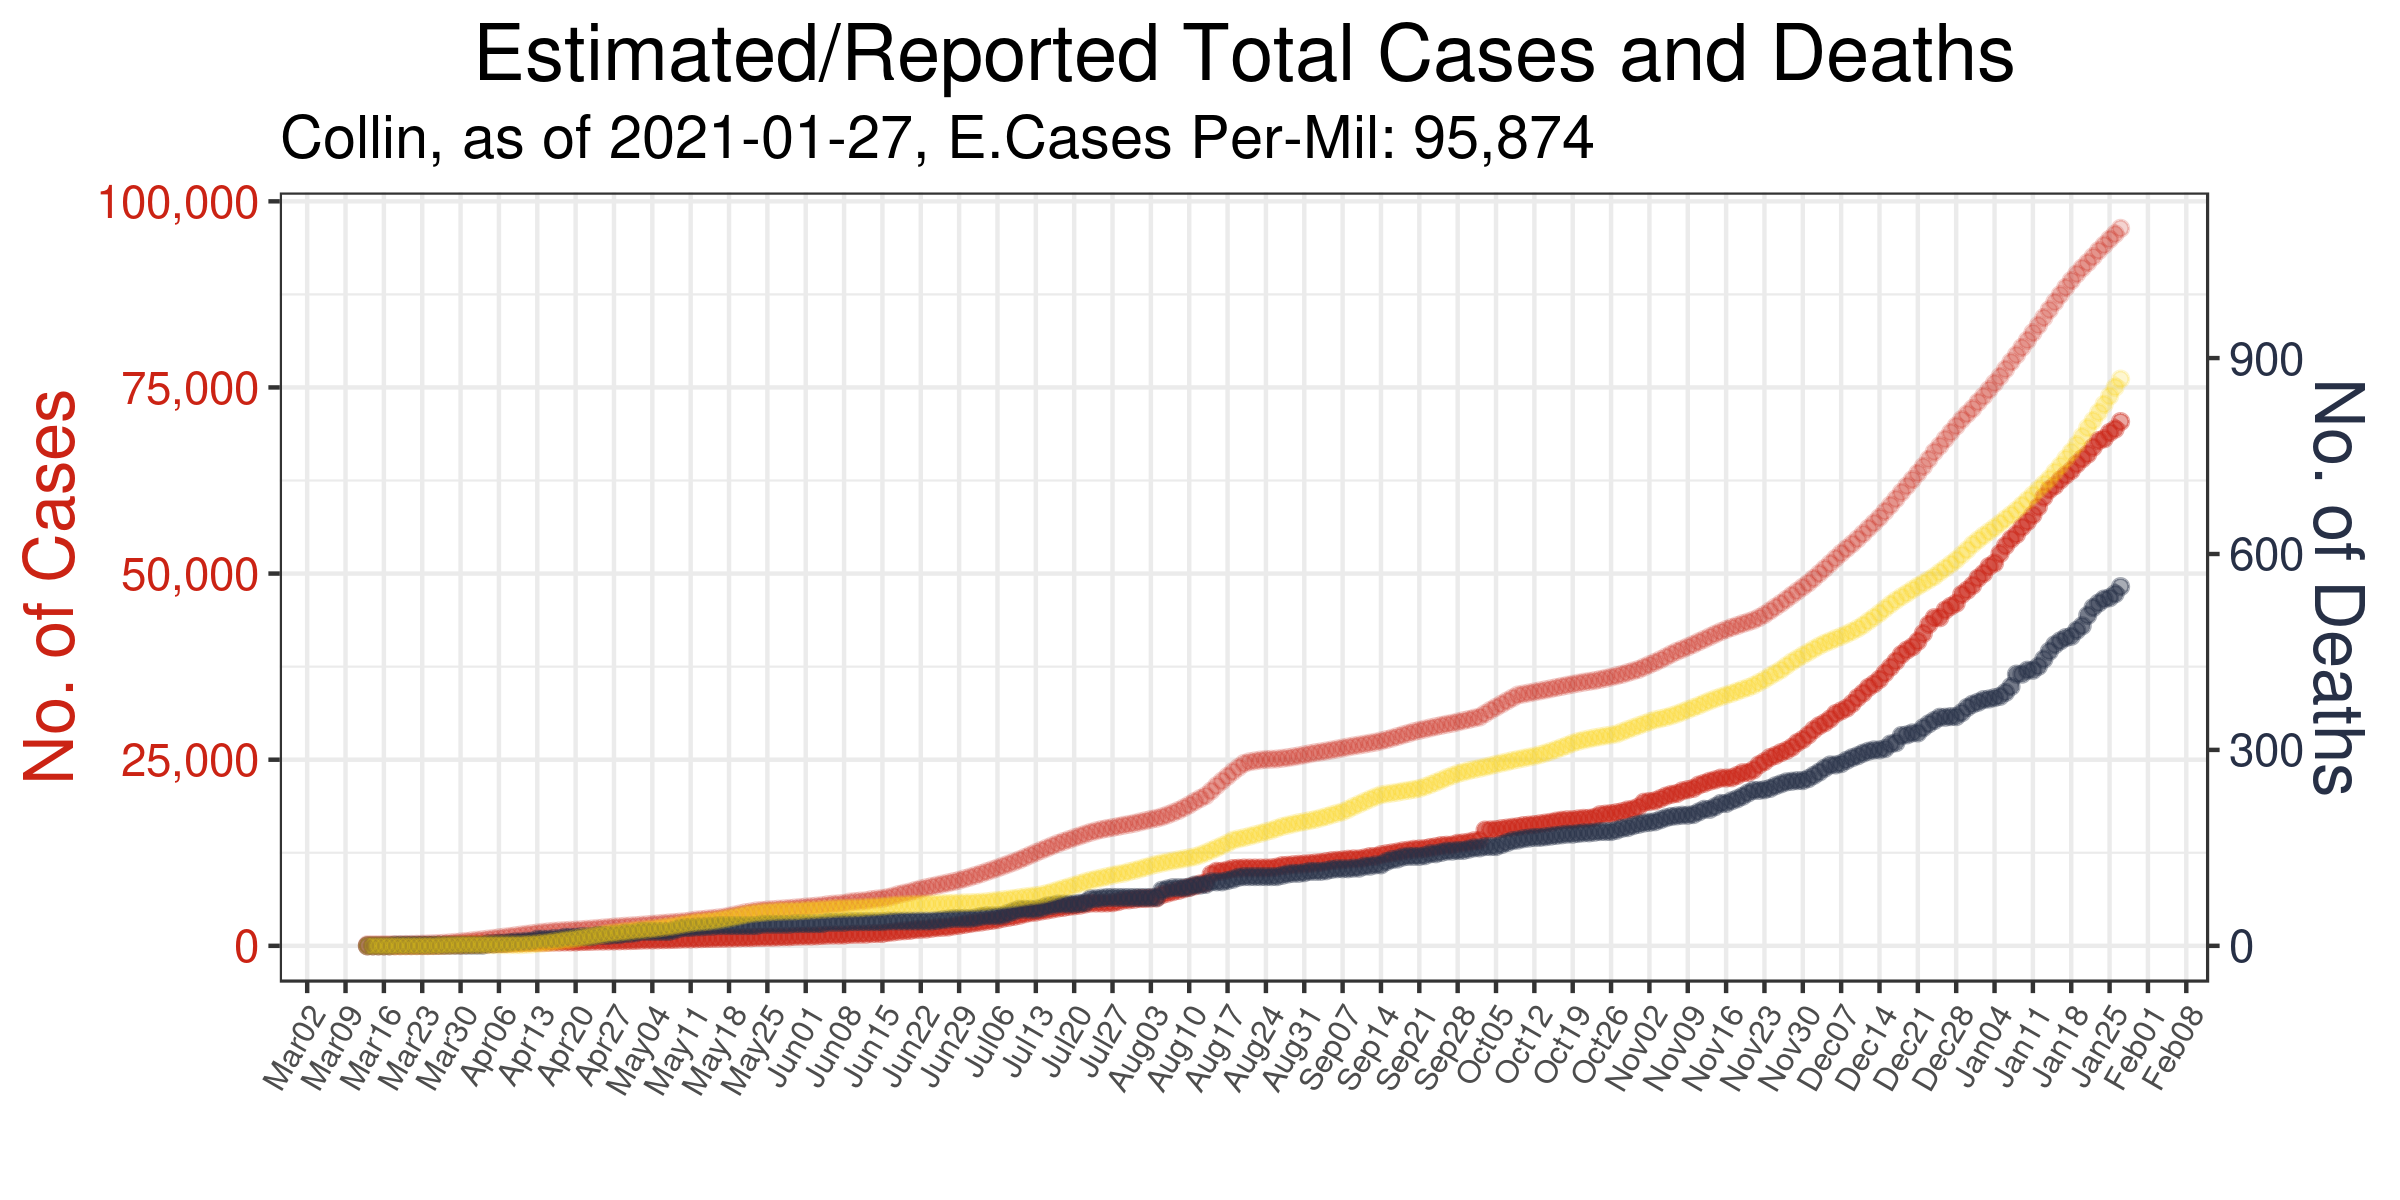 Estimated/Reported Total Cases and Deaths
Collin, as of 2021-01-27, E.Cases Per-Mil: 95,874
No. of Cases
100,000
75,000
50,000
25,000
0
900
600
300
0
No. of Deaths
Mar02
Mar09
Mar16
Mar23
Mar30
Apr06
Apr13
Apr20
Apr27
May04
May11
May18
May25
Jun01
Jun08
Jun15
Jun22
Jun29
Jul06
Jul13
Jul20
Jul27
Aug03
Aug10
Aug17
Aug24
Aug31
Sep07
Sep14
Sep21
Sep28
Oct05
Oct12
Oct19
Oct26
Nov02
Nov09
Nov16
Nov23
Nov30
Dec07
Dec14
Dec21
Dec28
Jan04
Jan11
Jan18
Jan25
Feb01
Feb08